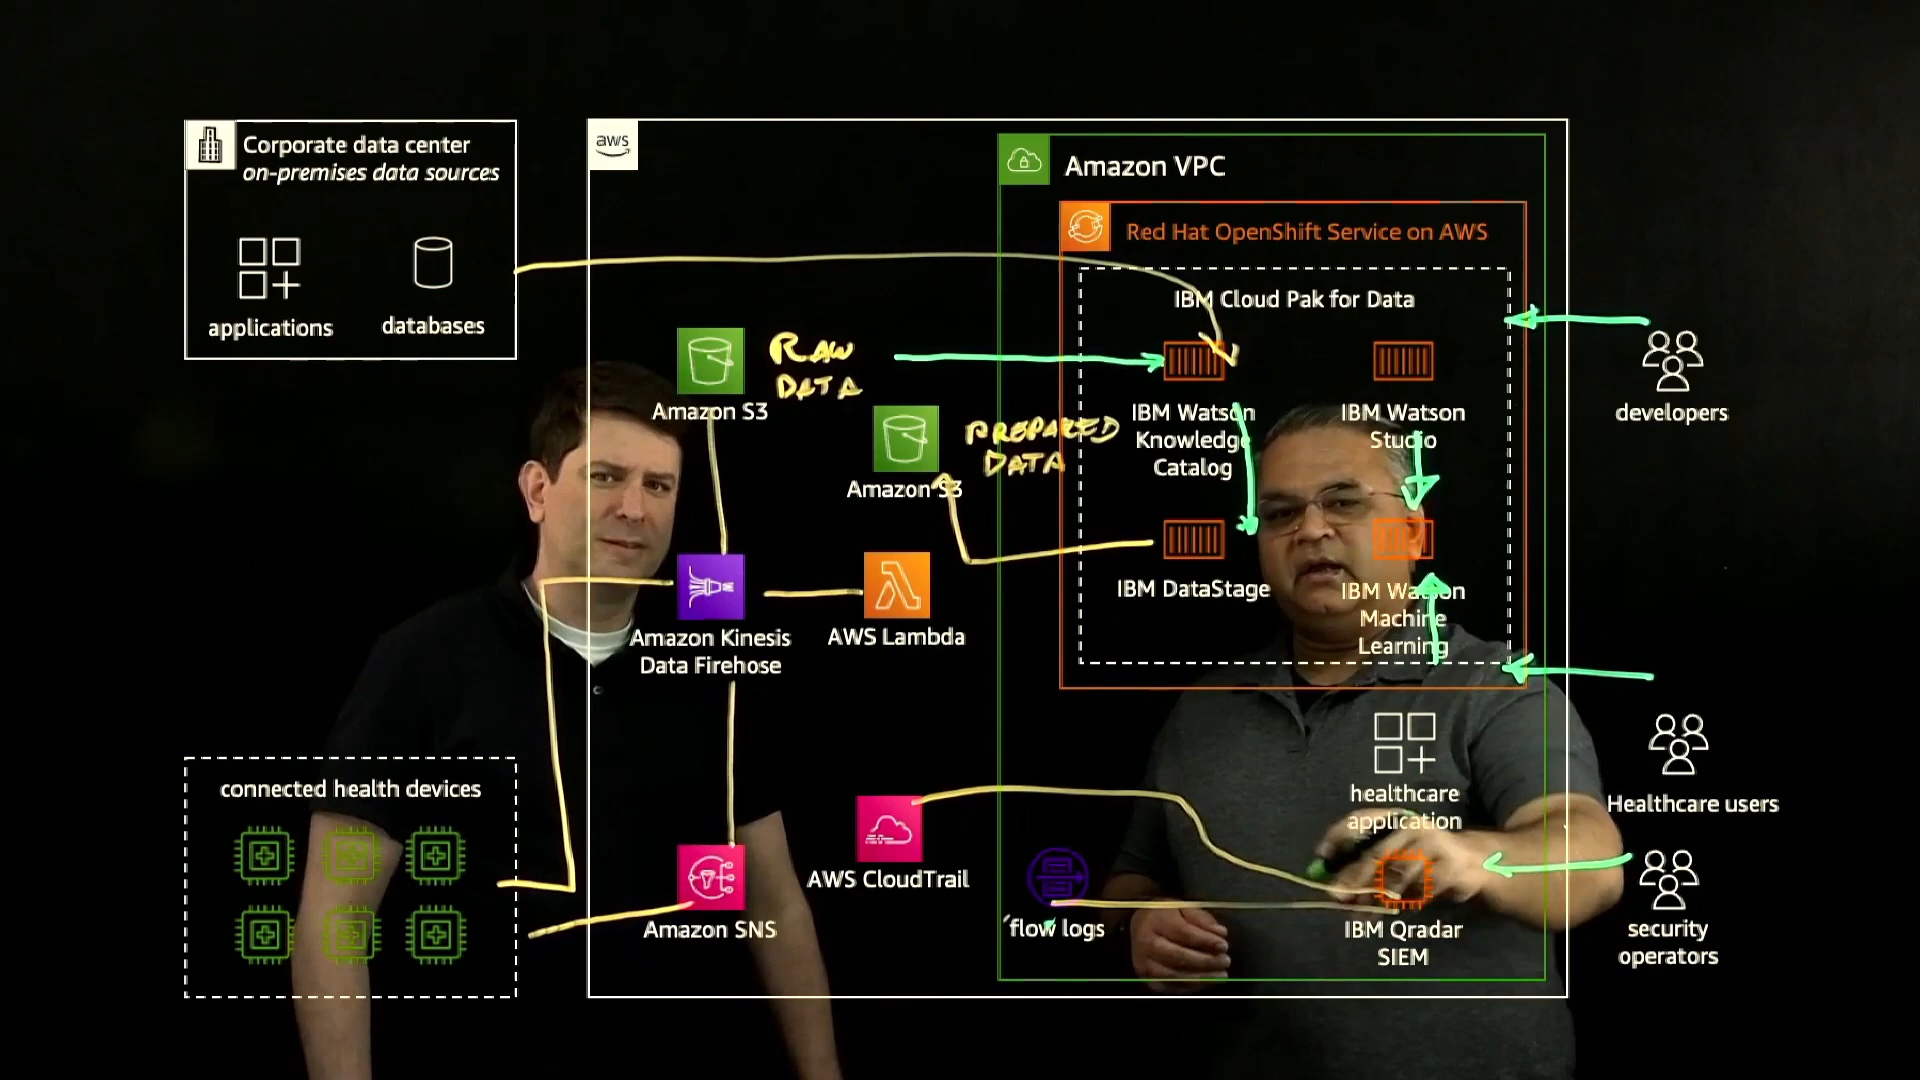 Corporate data center
on-premises data sources
applications
databases
aws
Amazon VPC
Red Hat OpenShift Service on AWS
IBM Cloud Pak for Data
RAW
DATA
Amazon S3
PREPARED
DATA
Amazon S3
IBM Watson
Knowledge
Catalog
IBM Watson
Studio
developers
IBM DataStage
IBM Watson
Machine
Learning
Amazon Kinesis
Data Firehose
AWS Lambda
connected health devices
healthcare
application
Healthcare users
AWS CloudTrail
Amazon SNS
flow logs
IBM Qradar
SIEM
security
operators